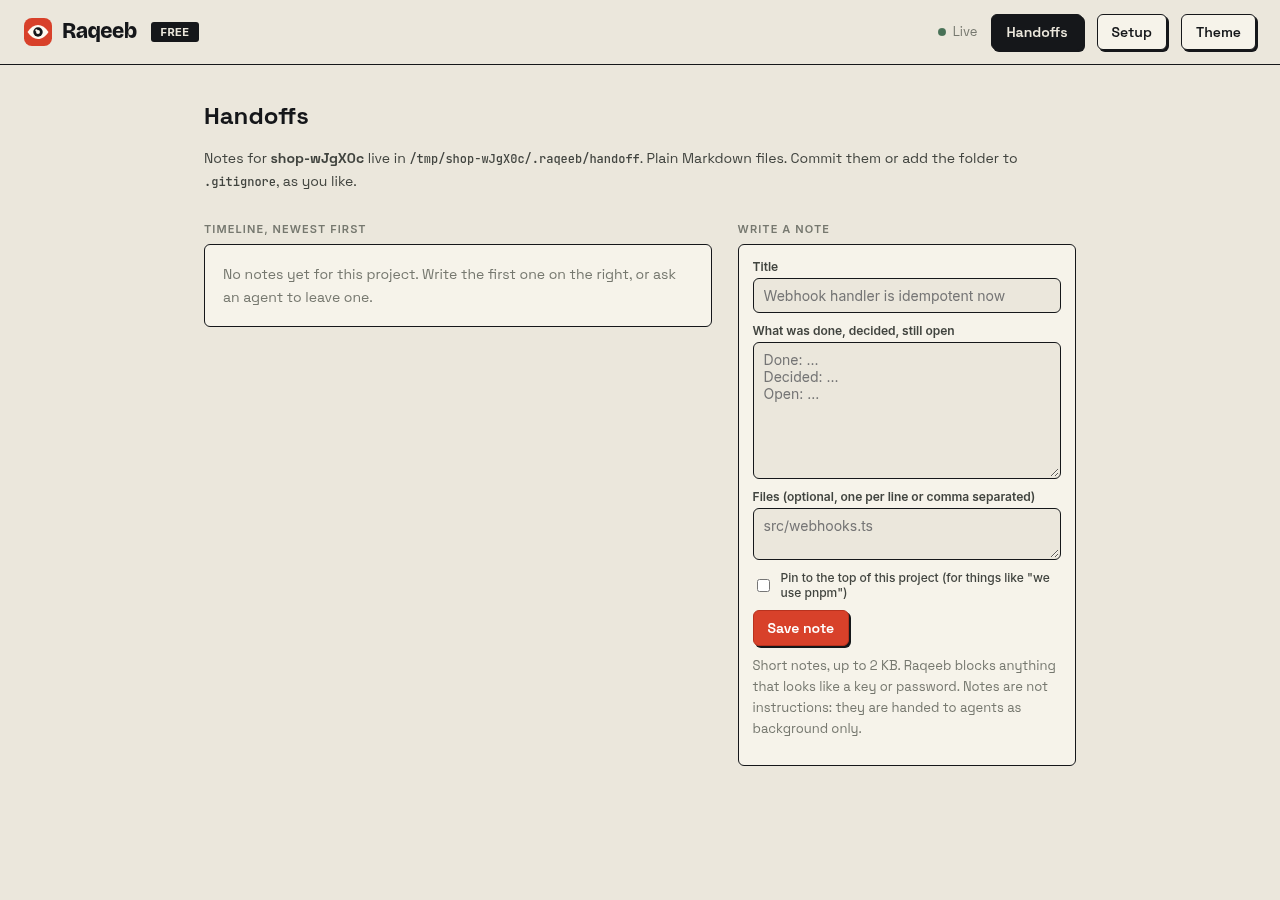 Raqeeb FREE
Live Handoffs Setup Theme
Handoffs
Notes for shop-wJgX0c live in /tmp/shop-wJgX0c/.raqeeb/handoff. Plain Markdown files. Commit them or add the folder to
.gitignore, as you like.
TIMELINE, NEWEST FIRST
No notes yet for this project. Write the first one on the right, or ask
an agent to leave one.
WRITE A NOTE
Title
Webhook handler is idempotent now
What was done, decided, still open
Done: ...
Decided: ...
Open: ...
Files (optional, one per line or comma separated)
src/webhooks.ts
Pin to the top of this project (for things like "we
use pnpm")
Save note
Short notes, up to 2 KB. Raqeeb blocks anything
that looks like a key or password. Notes are not
instructions: they are handed to agents as
background only.